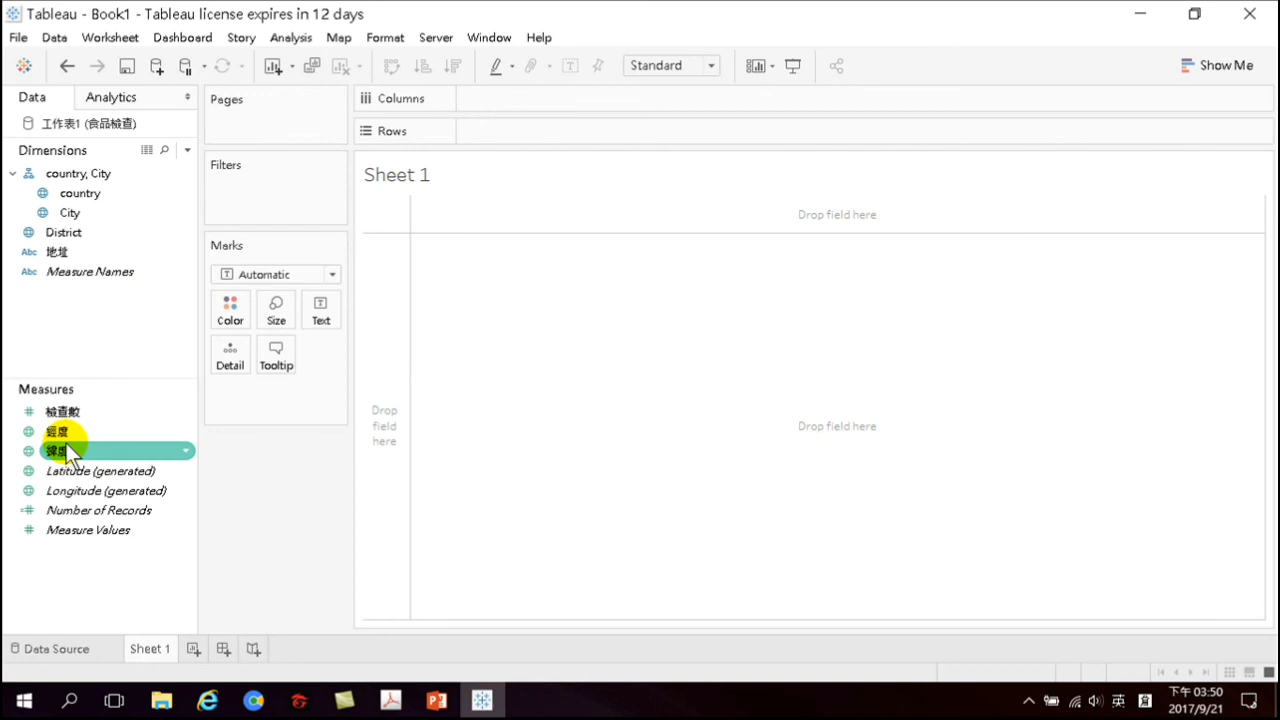 Tableau - Book1 - Tableau license expires in 12 days
File Data Worksheet Dashboard Story Analysis Map Format Server Window Help
Standard
Show Me
Data Analytics
工作表1 (食品檢查)
Dimensions
country, City
country
City
District
Abc 地址
Abc Measure Names
Measures
檢查數
經度
緯度
Latitude (generated)
Longitude (generated)
Number of Records
Measure Values
Pages
Filters
Marks
Automatic
Color Size Text
Detail Tooltip
Columns
Rows
Sheet 1
Drop field here
Drop
field
here
Drop field here
Data Source Sheet 1
英
下午 03:50
2017/9/21